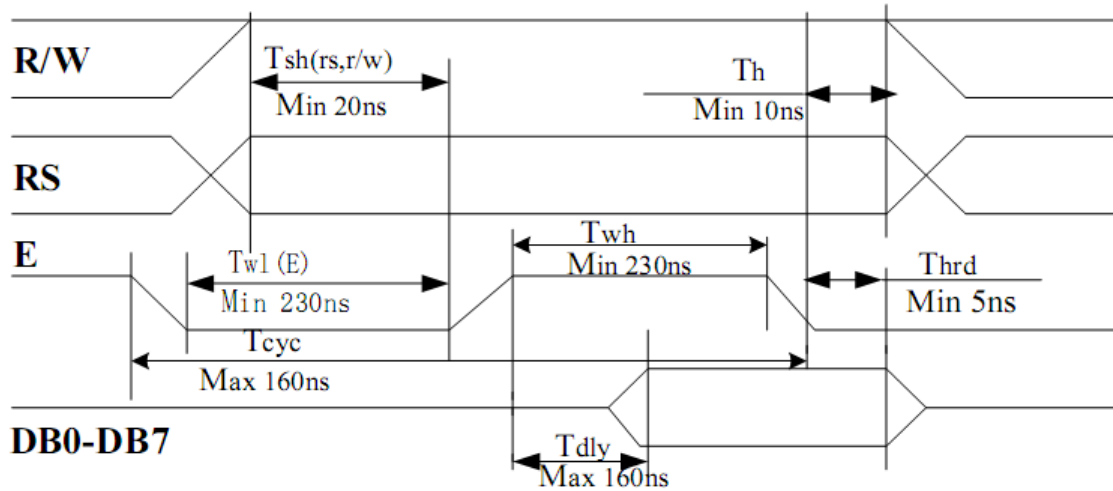 R/W
Tsh(rs,r/w)
Min 20ns
Th
Min 10ns
RS
E
Twl(E)
Min 230ns
Twh
Min 230ns
Thrd
Min 5ns
Tcyc
Max 160ns
DB0-DB7
Tdly
Max 160ns